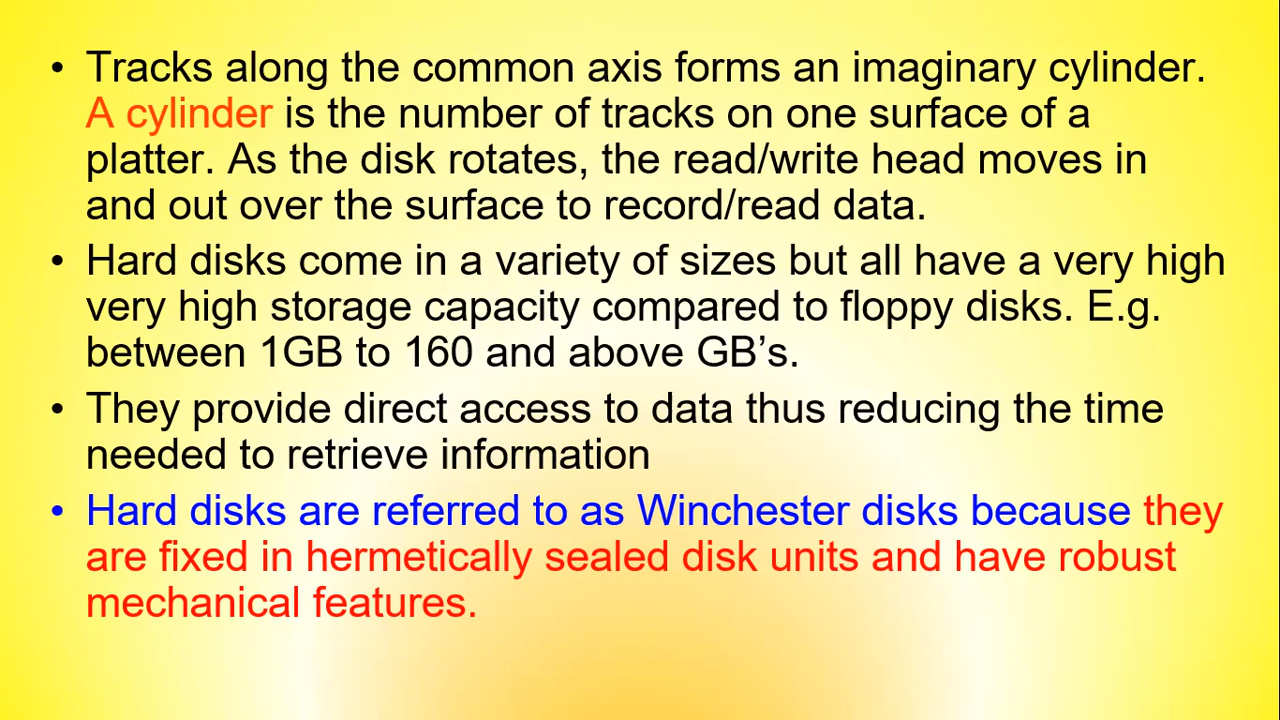 • Tracks along the common axis forms an imaginary cylinder.
A cylinder is the number of tracks on one surface of a
platter. As the disk rotates, the read/write head moves in
and out over the surface to record/read data.
• Hard disks come in a variety of sizes but all have a very high
very high storage capacity compared to floppy disks. E.g.
between 1GB to 160 and above GB’s.
• They provide direct access to data thus reducing the time
needed to retrieve information
• Hard disks are referred to as Winchester disks because they
are fixed in hermetically sealed disk units and have robust
mechanical features.